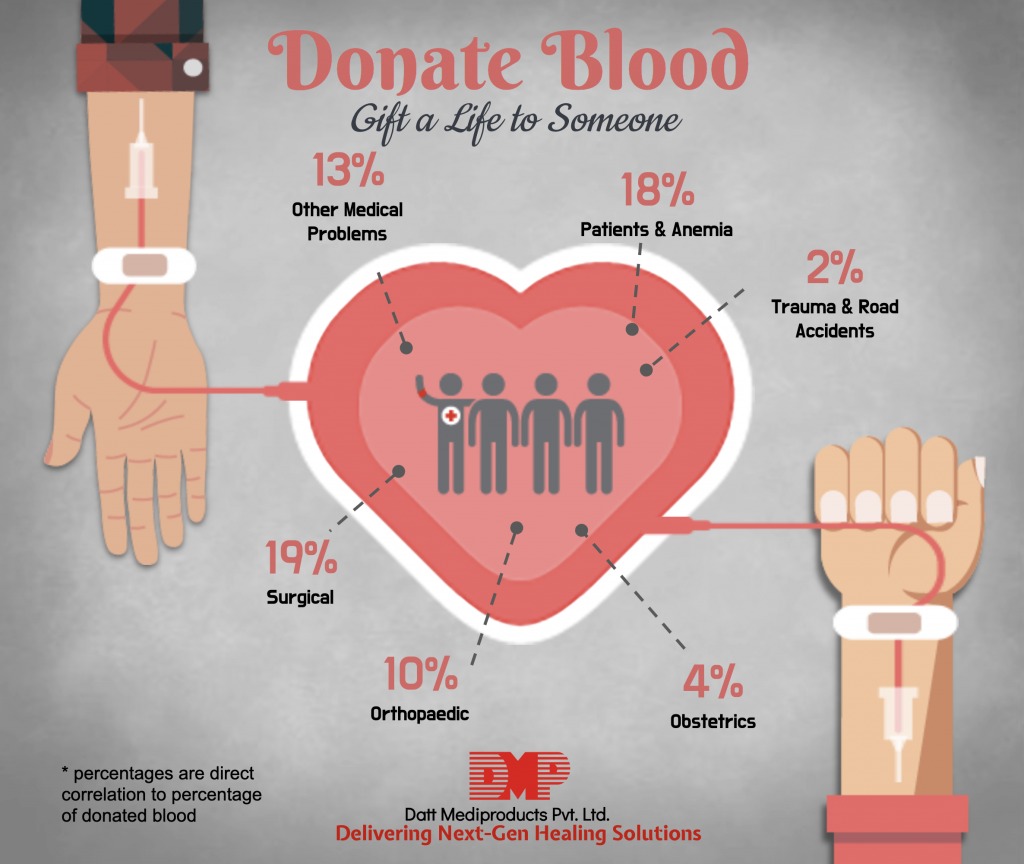 Donate Blood
Gift a Life to Someone
13%
Other Medical
Problems
18%
Patients & Anemia
2%
Trauma & Road
Accidents
19%
Surgical
10%
Orthopaedic
4%
Obstetrics
* percentages are direct
correlation to percentage
of donated blood
DMP
Datt Mediproducts Pvt. Ltd.
Delivering Next-Gen Healing Solutions